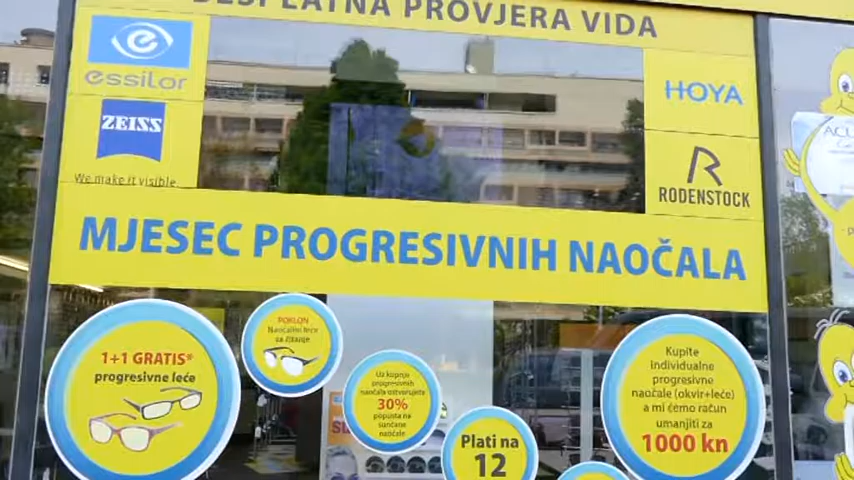 BESPLATNA PROVJERA VIDA
essilor
ZEISS
We make it visible
HOYA
RODENSTOCK
MJESEC PROGRESIVNIH NAOČALA
1+1 GRATIS*
progresivne leće
POKLON
Naočalne leće
za čitanje
Uz kupnju
progresivnih
naočala ostvarujete
30%
popusta na
sunčane
naočale
Plati na
12
Kupite
individualne
progresivne
naočale (okvir+leće)
a mi ćemo račun
umanjiti za
1000 kn